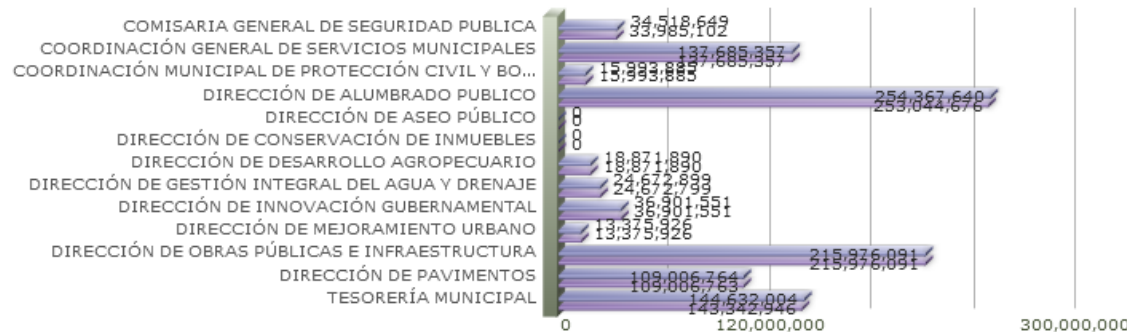 COMISARIA GENERAL DE SEGURIDAD PUBLICA 34,518,649
33,985,102
COORDINACIÓN GENERAL DE SERVICIOS MUNICIPALES 137,685,357
137,685,357
COORDINACIÓN MUNICIPAL DE PROTECCIÓN CIVIL Y BO... 15,993,885
15,993,885
DIRECCIÓN DE ALUMBRADO PUBLICO 254,367,640
253,044,676
DIRECCIÓN DE ASEO PÚBLICO 0
0
DIRECCIÓN DE CONSERVACIÓN DE INMUEBLES 0
0
DIRECCIÓN DE DESARROLLO AGROPECUARIO 18,871,890
18,871,890
DIRECCIÓN DE GESTIÓN INTEGRAL DEL AGUA Y DRENAJE 24,672,899
24,672,799
DIRECCIÓN DE INNOVACIÓN GUBERNAMENTAL 36,901,551
36,901,551
DIRECCIÓN DE MEJORAMIENTO URBANO 13,375,926
13,375,926
DIRECCIÓN DE OBRAS PÚBLICAS E INFRAESTRUCTURA 215,976,091
215,976,091
DIRECCIÓN DE PAVIMENTOS 109,006,764
109,006,763
TESORERÍA MUNICIPAL 144,632,004
143,342,946
0 120,000,000 300,000,000